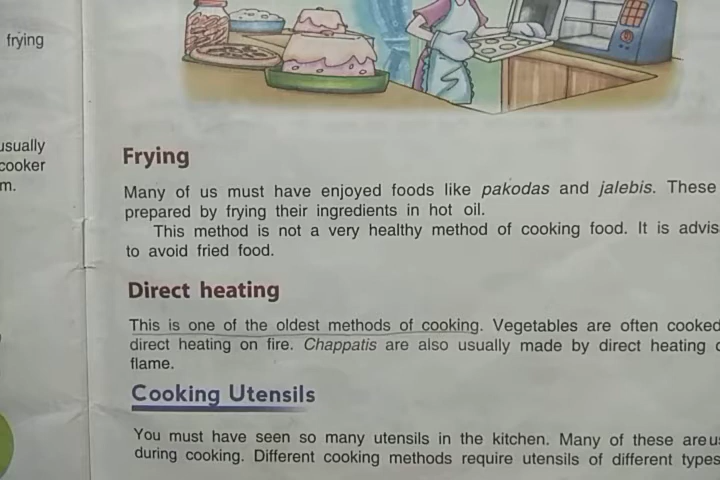 frying
usually
cooker
m.
Frying
Many of us must have enjoyed foods like pakodas and jalebis. These
prepared by frying their ingredients in hot oil.
This method is not a very healthy method of cooking food. It is
to avoid fried food.
Direct heating
This is one of the oldest methods of cooking. Vegetables are often cooked
direct heating on fire. Chappatis are also usually made by direct heating
flame.
Cooking Utensils
You must have seen so many utensils in the kitchen. Many of these are
during cooking. Different cooking methods require utensils of different types